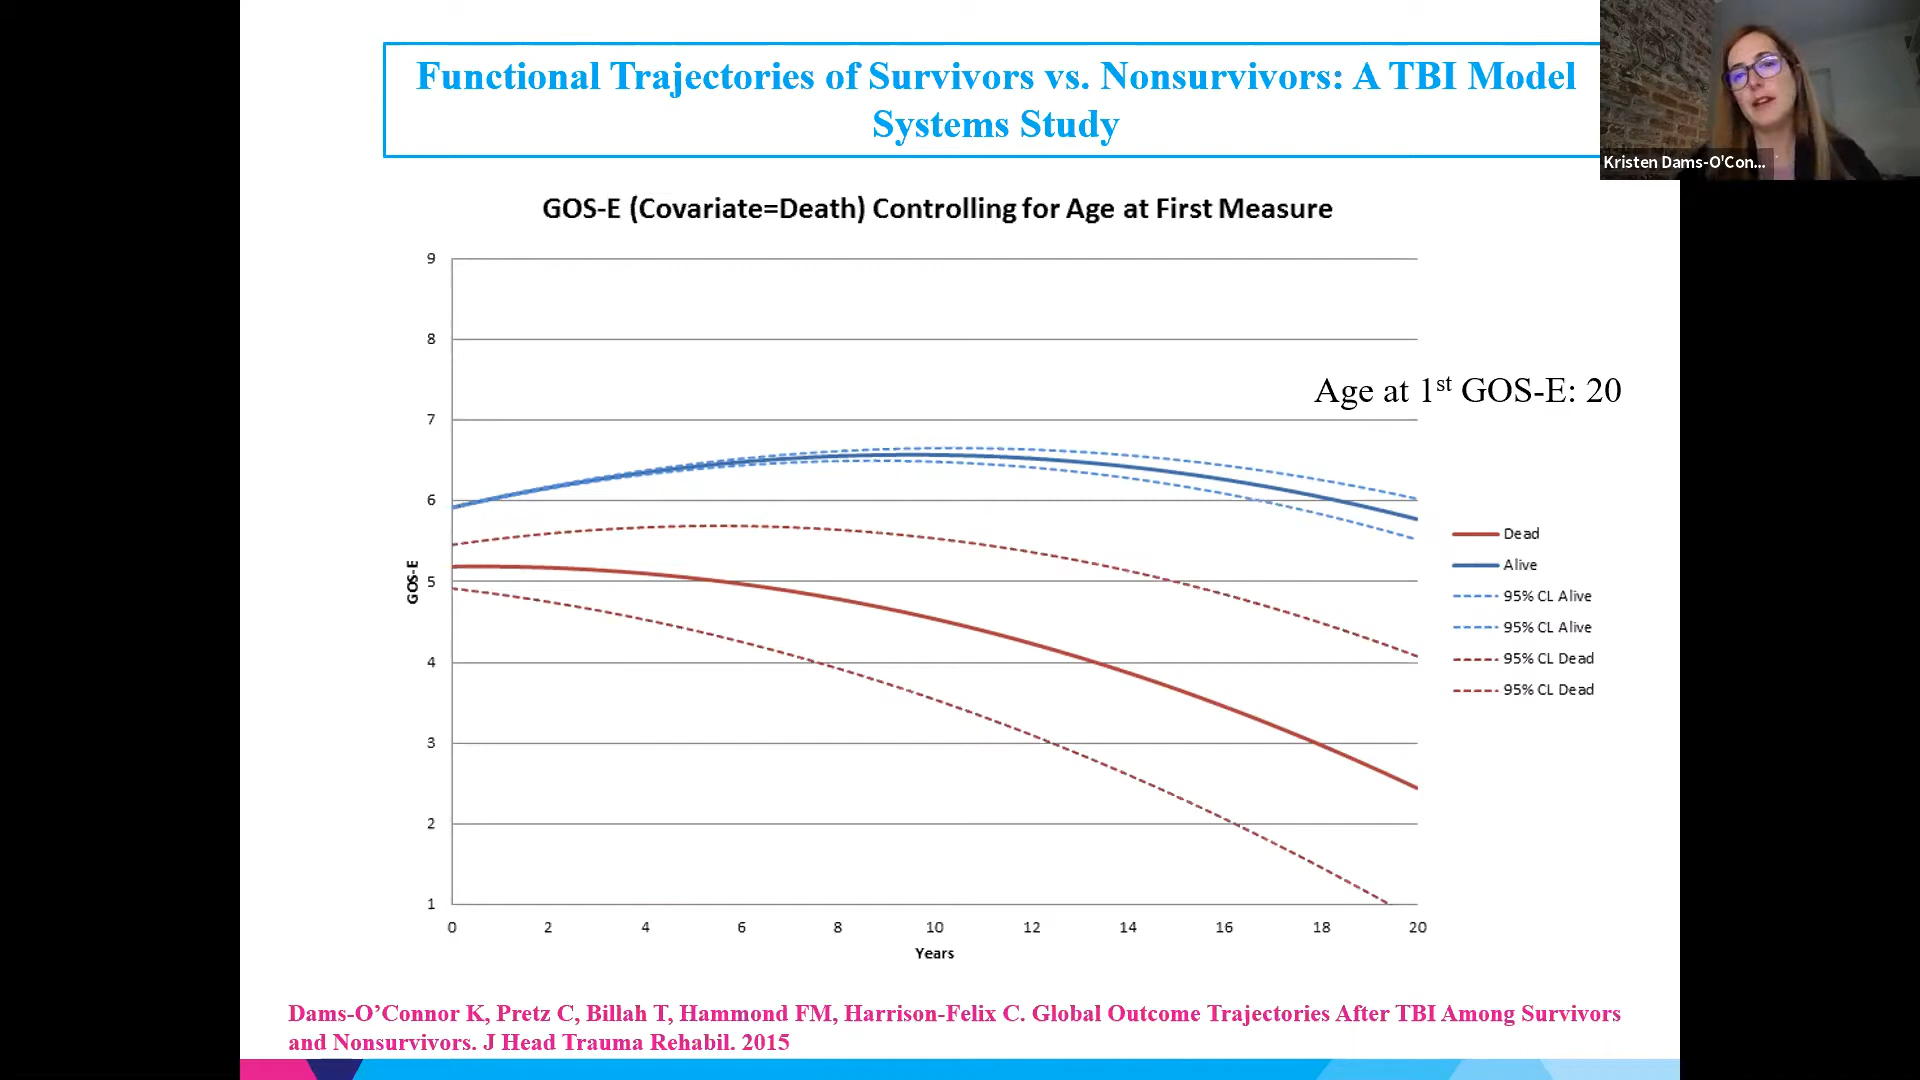 Functional Trajectories of Survivors vs. Nonsurvivors: A TBI Model
Systems Study
Kristen Dams-O'Con...
GOS-E (Covariate=Death) Controlling for Age at First Measure
9
8
Age at 1st GOS-E: 20
7
6
5
4
3
2
1
GOS-E
Dead
Alive
95% CL Alive
95% CL Alive
95% CL Dead
95% CL Dead
0 2 4 6 8 10 12 14 16 18 20
Years
Dams-O’Connor K, Pretz C, Billah T, Hammond FM, Harrison-Felix C. Global Outcome Trajectories After TBI Among Survivors
and Nonsurvivors. J Head Trauma Rehabil. 2015